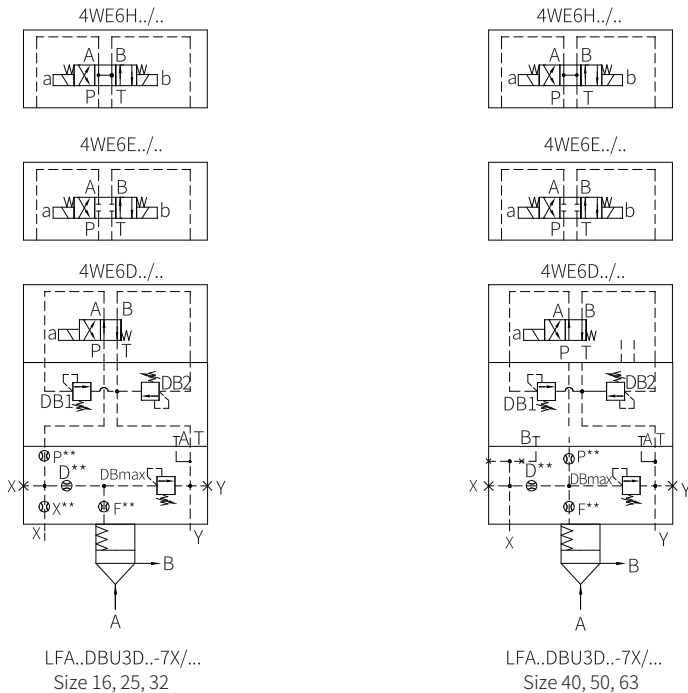 4WE6H../..
A B
a b
P T
4WE6E../..
A B
a b
P T
4WE6D../..
A B
a
P T
DB1 DB2
A T
P**
D** DBmax
X Y
X** F**
X Y
B
A
LFA..DBU3D..-7X/...
Size 16, 25, 32
4WE6H../..
A B
a b
P T
4WE6E../..
A B
a b
P T
4WE6D../..
A B
a
P T
DB1 DB2
B A T
P**
D** DBmax
X Y
F**
X Y
B
A
LFA..DBU3D..-7X/...
Size 40, 50, 63